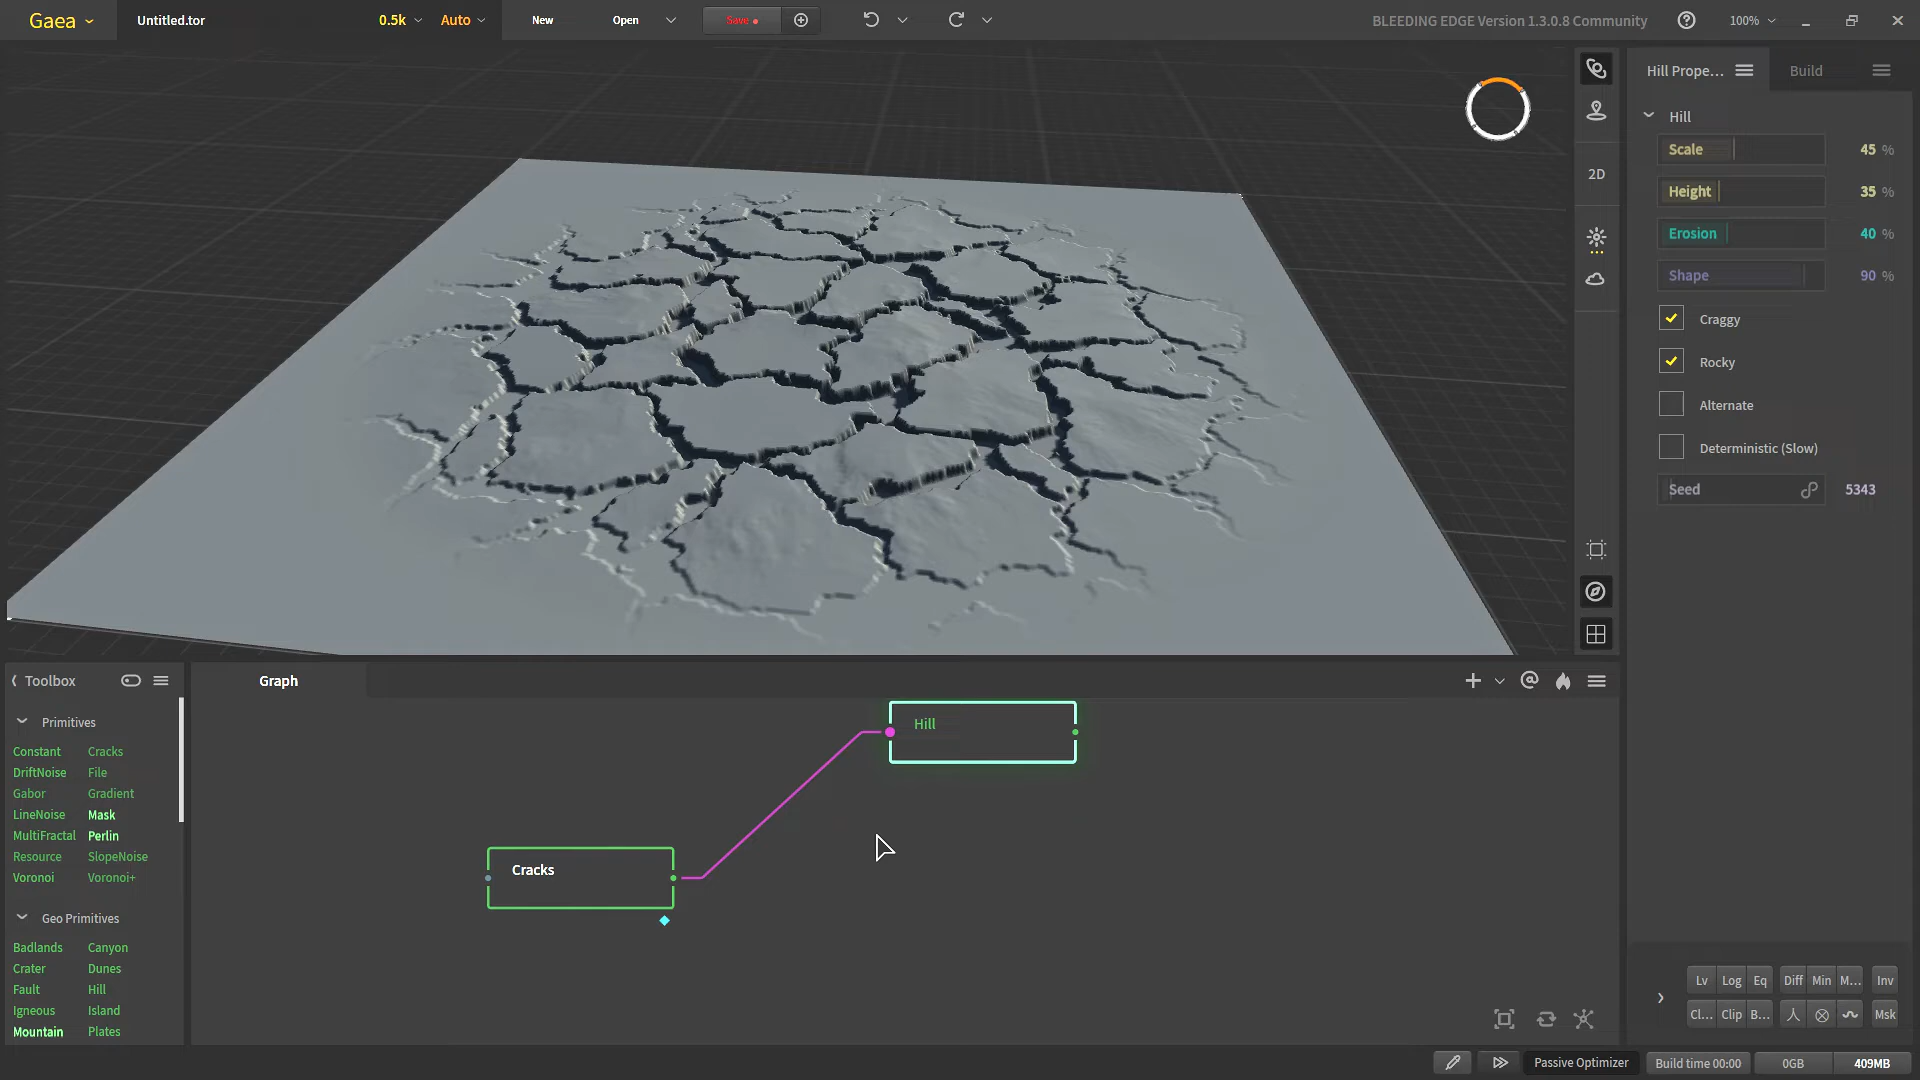 Gaea
Untitled.tor
0.5k
Auto
New
Open
Save
BLEEDING EDGE Version 1.3.0.8 Community
100%
2D
Hill Prope...
Build
Hill
Scale 45 %
Height 35 %
Erosion 40 %
Shape 90 %
Craggy
Rocky
Alternate
Deterministic (Slow)
Seed 5343
Toolbox
Primitives
Constant Cracks
DriftNoise File
Gabor Gradient
LineNoise Mask
MultiFractal Perlin
Resource SlopeNoise
Voronoi Voronoi+
Geo Primitives
Badlands Canyon
Crater Dunes
Fault Hill
Igneous Island
Mountain Plates
Graph
Hill
Cracks
Lv Log Eq Diff Min M... Inv
Cl... Clip B... Msk
Passive Optimizer
Build time 00:00
0GB
409MB